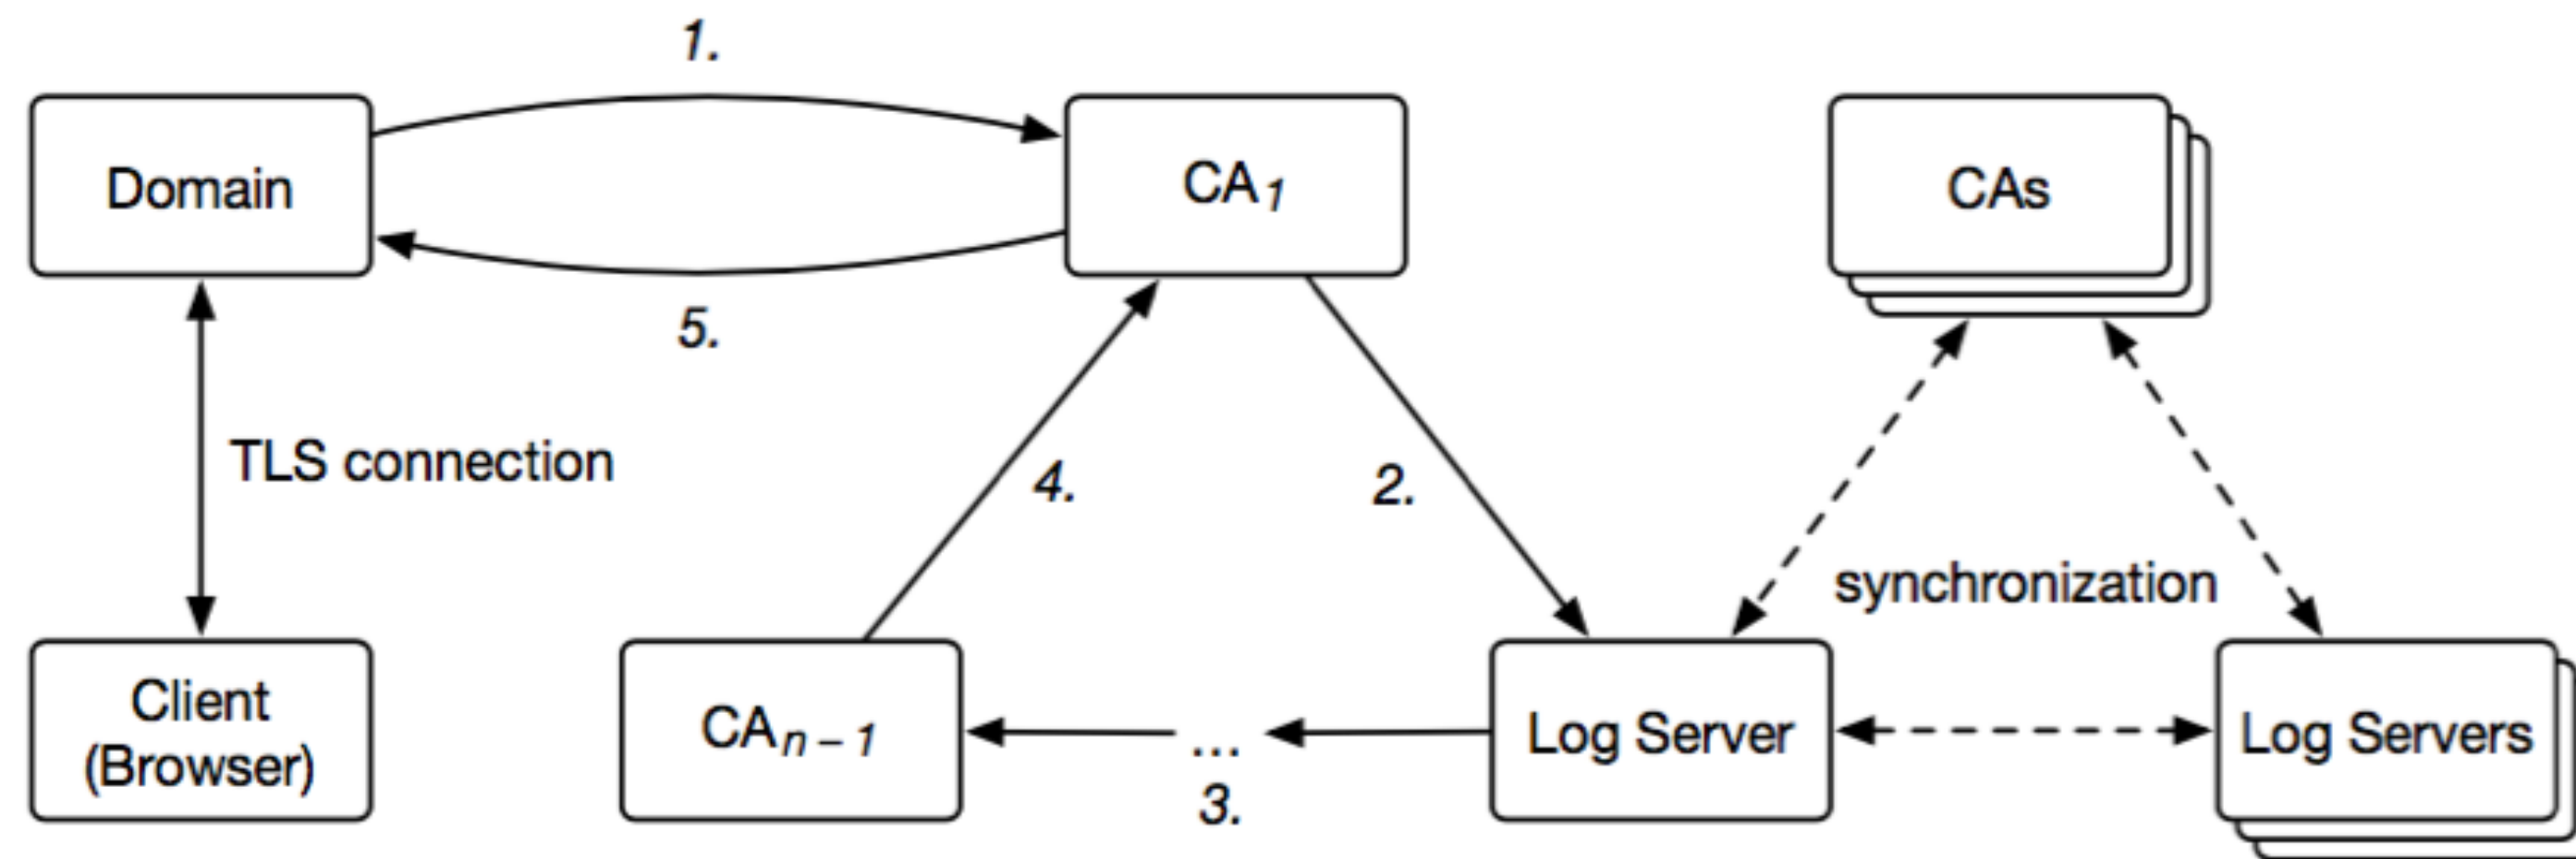 1.
Domain
CA1
CAs
5.
TLS connection
4.
2.
synchronization
Client
(Browser)
CAn – 1
...
3.
Log Server
Log Servers